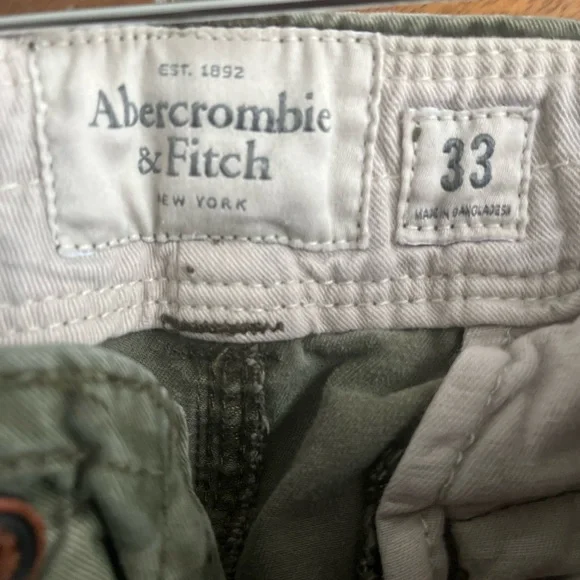 EST. 1892
Abercrombie
& Fitch
NEW YORK
33
MADE IN BANGLADESH